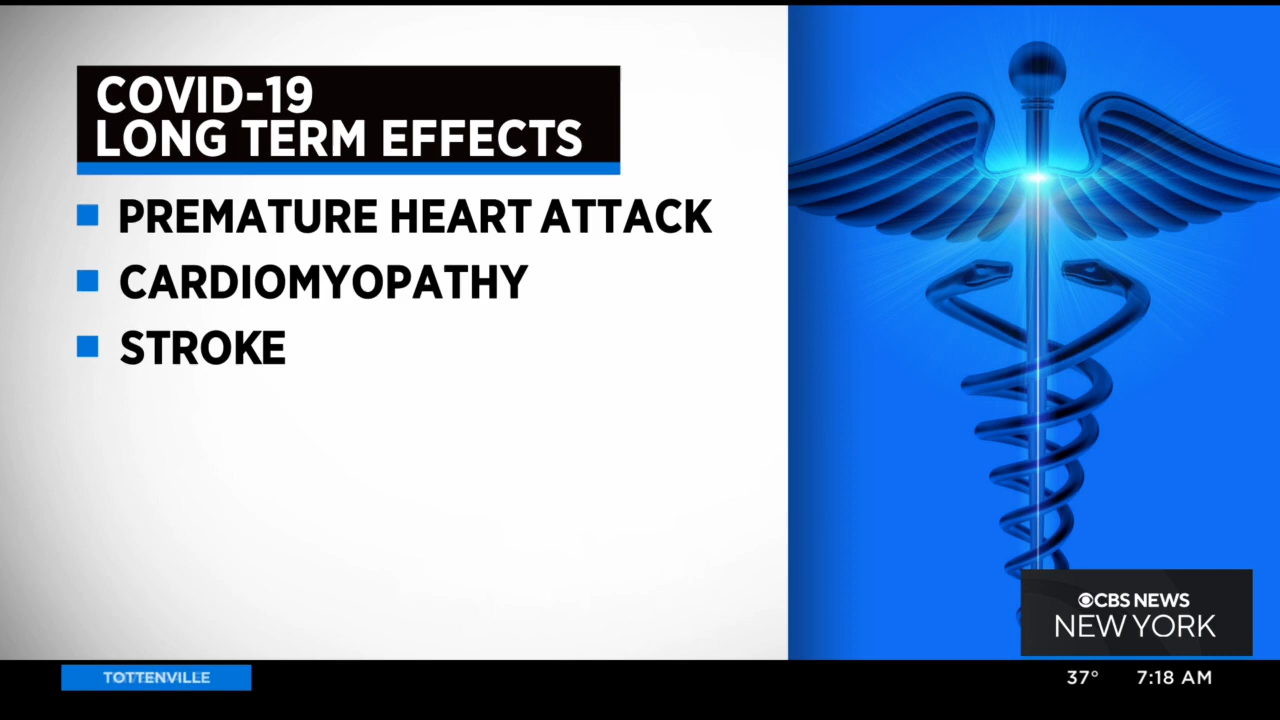 COVID-19
LONG TERM EFFECTS
PREMATURE HEART ATTACK
CARDIOMYOPATHY
STROKE
CBS NEWS
NEW YORK
TOTTENVILLE
37°
7:18 AM